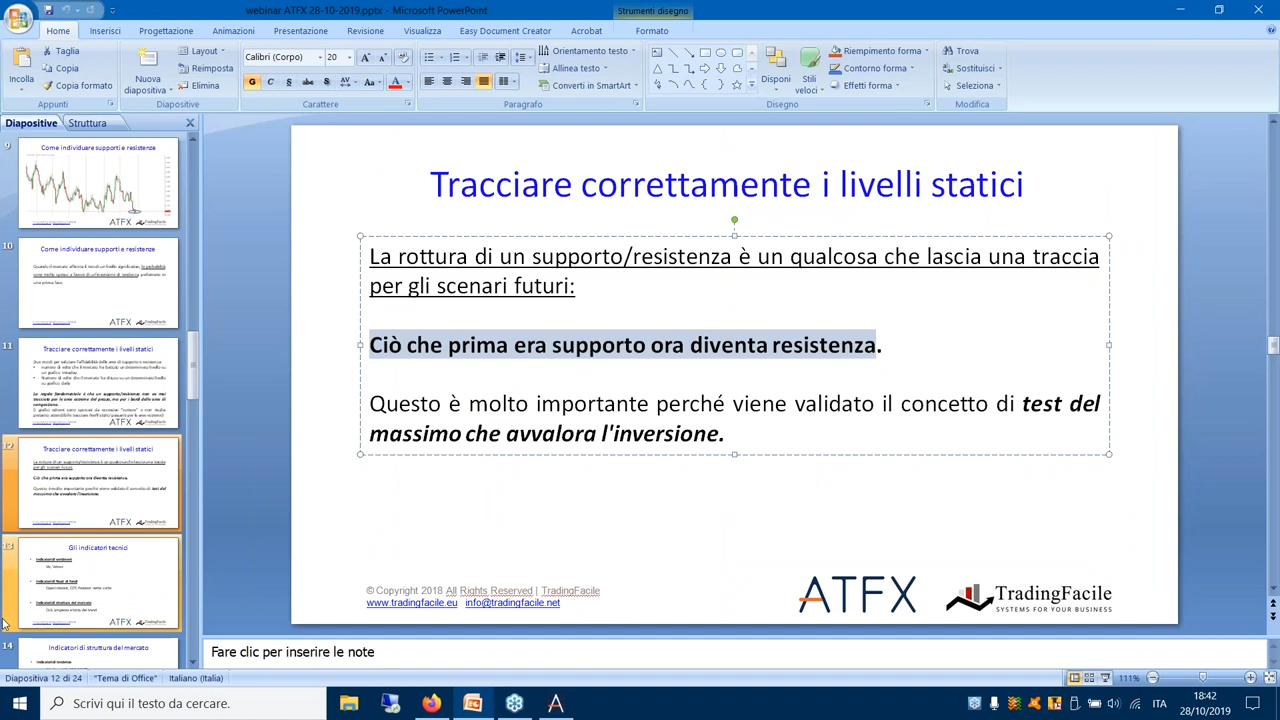 webinar ATFX 28-10-2019.pptx - Microsoft PowerPoint
Strumenti disegno
Home
Inserisci
Progettazione
Animazioni
Presentazione
Revisione
Visualizza
Easy Document Creator
Acrobat
Formato
Incolla
Taglia
Copia
Copia formato
Appunti
Nuova
diapositiva
Layout
Reimposta
Elimina
Diapositive
Calibri (Corpo)
20
Carattere
Orientamento testo
Allinea testo
Converti in SmartArt
Paragrafo
Disponi
Stili
veloci
Riempimento forma
Contorno forma
Effetti forma
Disegno
Trova
Sostituisci
Seleziona
Modifica
Diapositive
Struttura
9
Come individuare supporti e resistenze
ATFX
10
Come individuare supporti e resistenze
ATFX
11
Tracciare correttamente i livelli statici
ATFX
12
Tracciare correttamente i livelli statici
ATFX
13
Gli indicatori tecnici
ATFX
14
Indicatori di struttura del mercato
Tracciare correttamente i livelli statici
La rottura di un supporto/resistenza è un qualcosa che lascia una traccia
per gli scenari futuri:
Ciò che prima era supporto ora diventa resistenza.
Questo è molto importante perché viene validato il concetto di test del
massimo che avvalora l'inversione.
© Copyright 2018 All Rights Reserved | TradingFacile
www.tradingfacile.eu info@tradingfacile.net
ATFX
TradingFacile
SYSTEMS FOR YOUR BUSINESS
Fare clic per inserire le note
Diapositiva 12 di 24
"Tema di Office"
Italiano (Italia)
111%
Scrivi qui il testo da cercare.
ITA
18:42
28/10/2019